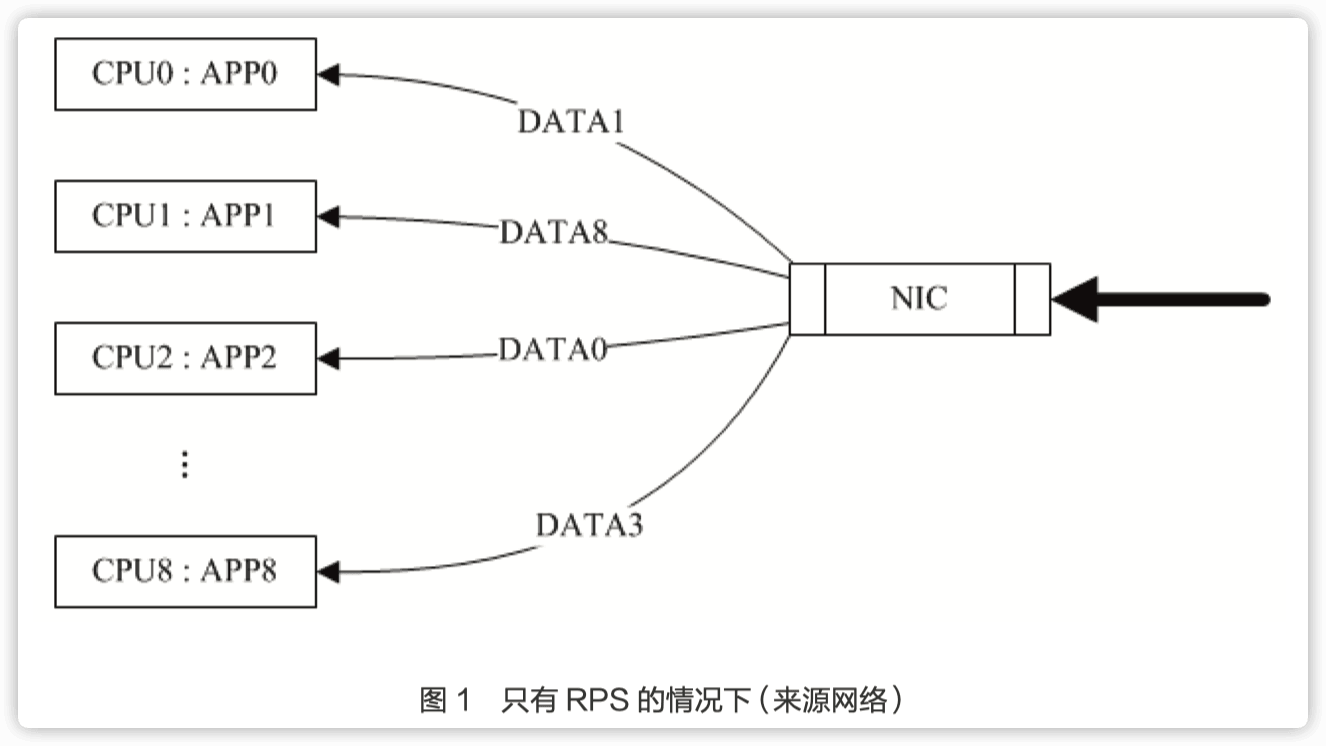 CPU0 : APP0
DATA1
CPU1 : APP1
DATA8
NIC
CPU2 : APP2
DATA0
DATA3
CPU8 : APP8
图 1 只有 RPS 的情况下（来源网络）